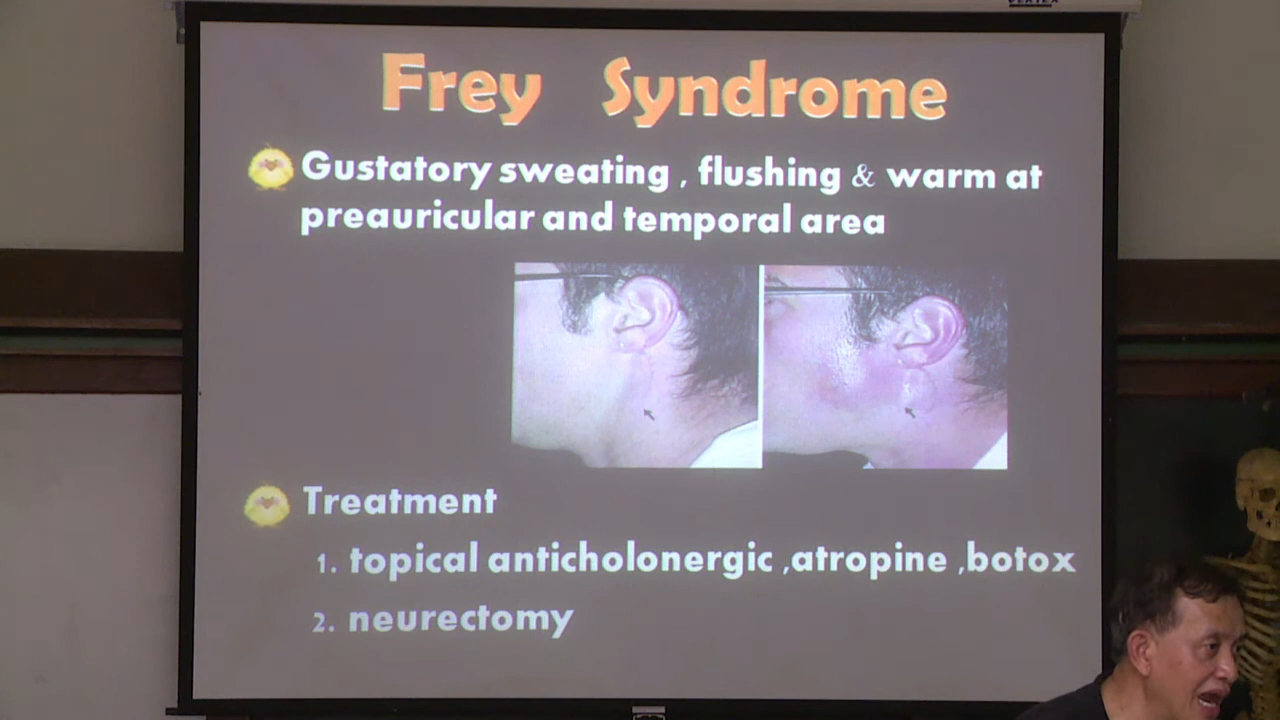 VERTEX
Frey Syndrome
Gustatory sweating , flushing & warm at
preauricular and temporal area
Treatment
1. topical anticholonergic ,atropine ,botox
2. neurectomy